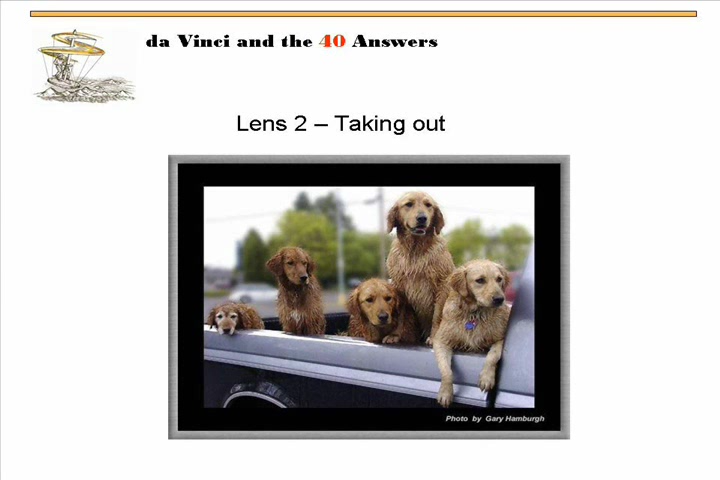 da Vinci and the 40 Answers
Lens 2 – Taking out
Photo by Gary Hamburgh